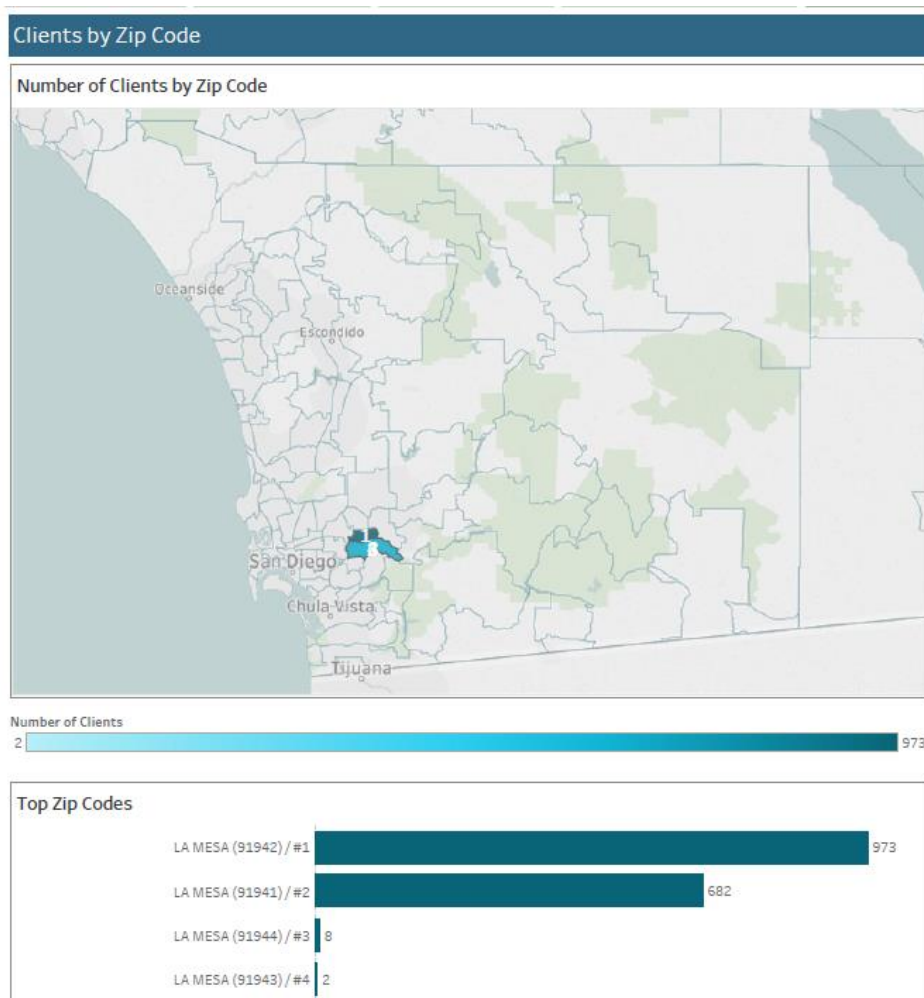 Clients by Zip Code
Number of Clients by Zip Code
Oceanside
Escondido
1
San Diego
Chula Vista
Tijuana
Number of Clients
2 973
Top Zip Codes
LA MESA (91942) / #1 973
LA MESA (91941) / #2 682
LA MESA (91944) / #3 8
LA MESA (91943) / #4 2